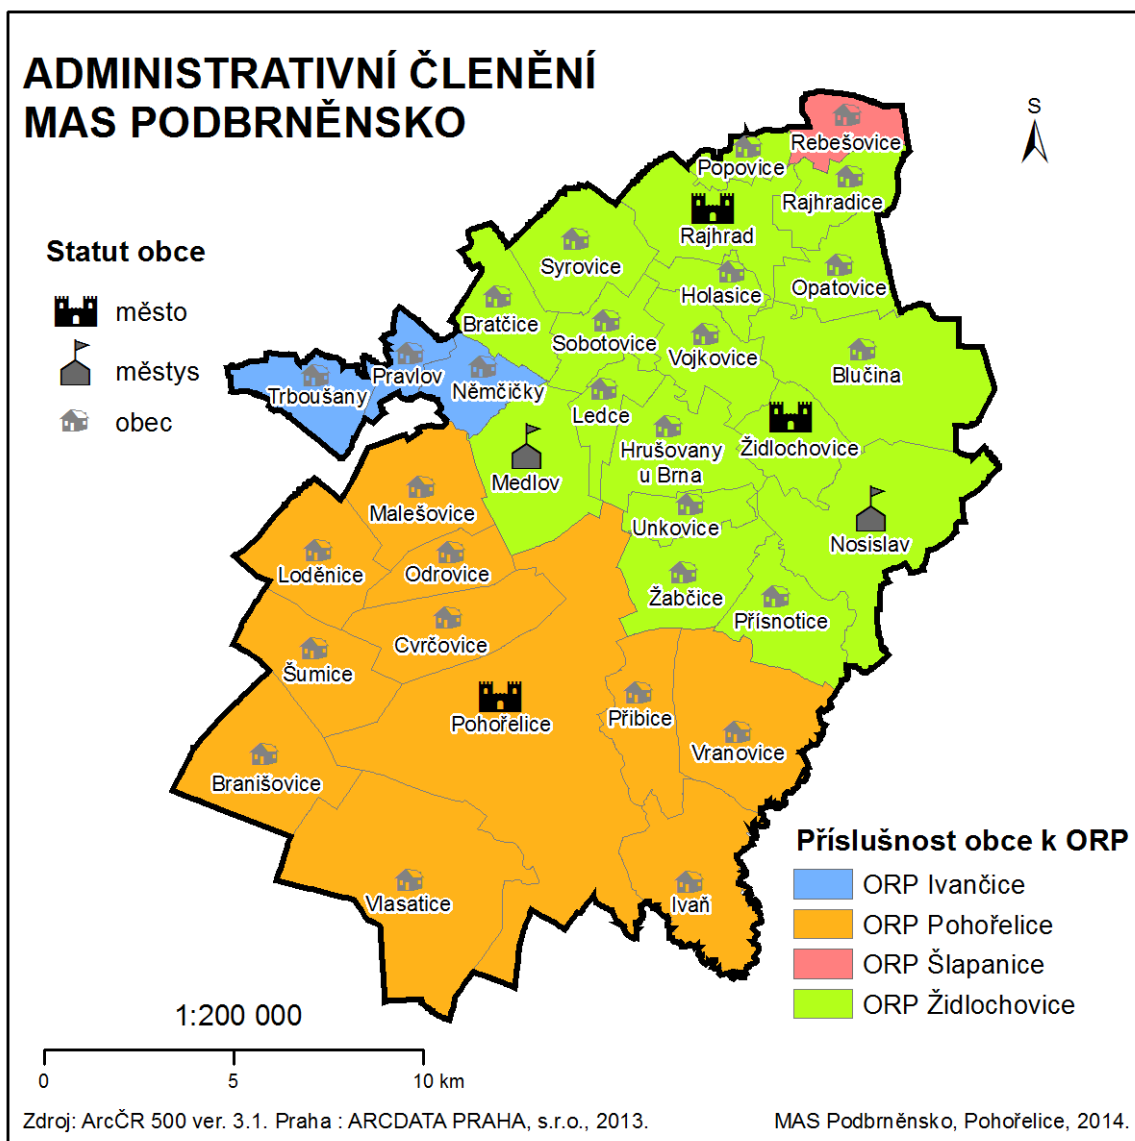 ADMINISTRATIVNÍ ČLENĚNÍ
MAS PODBRNĚNSKO
S
Statut obce
město
městys
obec
Rebešovice
Popovice
Rajhradice
Rajhrad
Syrovice
Holasice
Opatovice
Bratčice
Sobotovice
Vojkovice
Blučina
Pravlov
Němčičky
Trboušany
Ledce
Hrušovany
u Brna
Židlochovice
Medlov
Malešovice
Unkovice
Nosislav
Loděnice
Odrovice
Žabčice
Přísnotice
Cvrčovice
Šumice
Pohořelice
Přibice
Vranovice
Branišovice
Vlasatice
Ivaň
Příslušnost obce k ORP
ORP Ivančice
ORP Pohořelice
ORP Šlapanice
ORP Židlochovice
1:200 000
0 5 10 km
Zdroj: ArcČR 500 ver. 3.1. Praha : ARCDATA PRAHA, s.r.o., 2013.
MAS Podbrněnsko, Pohořelice, 2014.